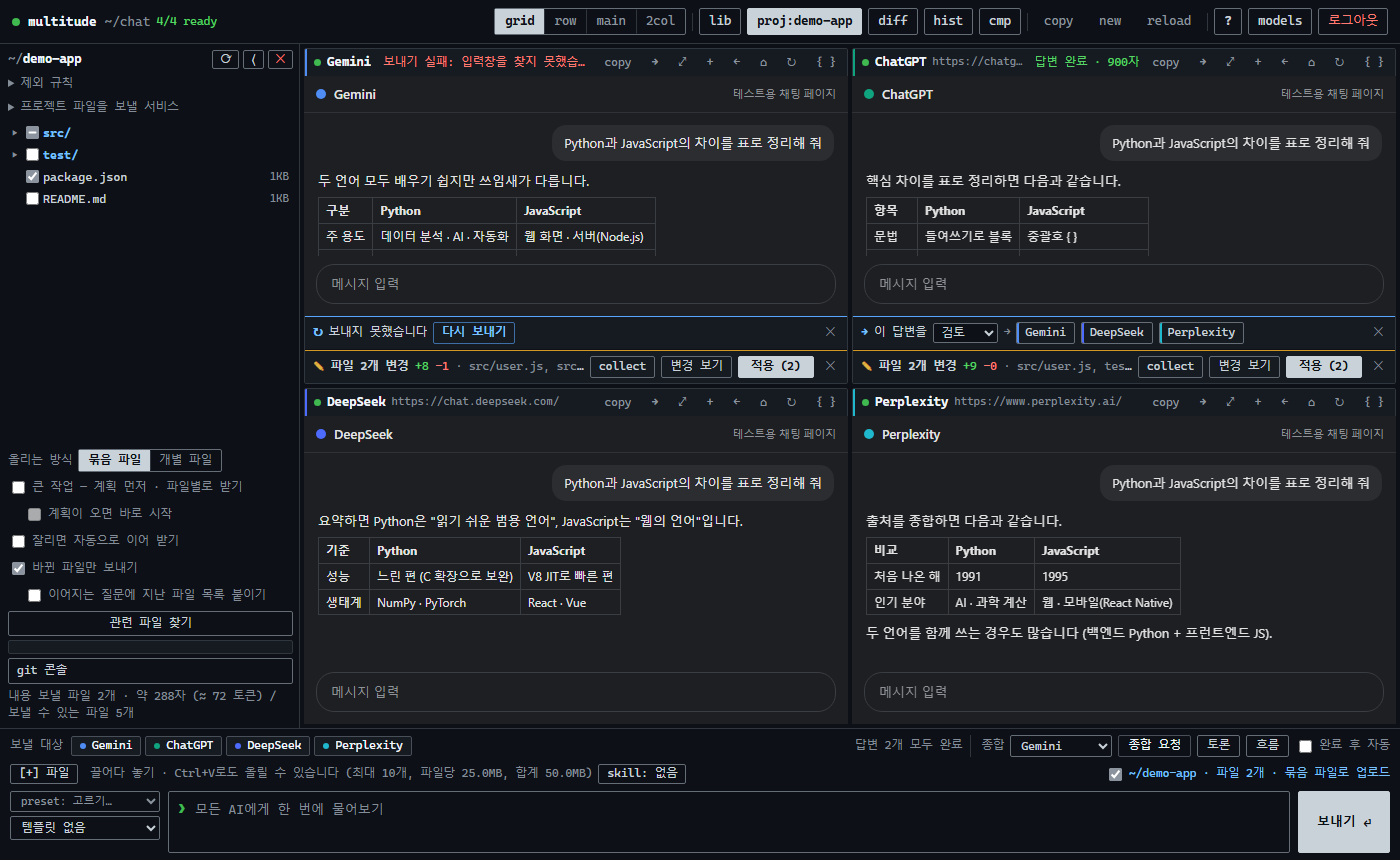 multitude ~/chat 4/4 ready
grid row main 2col lib proj:demo-app diff hist cmp copy new reload ? models 로그아웃
~/demo-app
제외 규칙
프로젝트 파일을 보낼 서비스
src/
test/
package.json 1KB
README.md 1KB
올리는 방식 묶음 파일 개별 파일
큰 작업 — 계획 먼저 · 파일별로 받기
계획이 오면 바로 시작
잘리면 자동으로 이어 받기
바뀐 파일만 보내기
이어지는 질문에 지난 파일 목록 붙이기
관련 파일 찾기
git 콘솔
내용 보낼 파일 2개 · 약 288자 (≈ 72 토큰) /
보낼 수 있는 파일 5개
Gemini 보내기 실패: 입력창을 찾지 못했습… copy → ⤢ + ← ⌂ ↻ { }
Gemini 테스트용 채팅 페이지
Python과 JavaScript의 차이를 표로 정리해 줘
두 언어 모두 배우기 쉽지만 쓰임새가 다릅니다.
구분 Python JavaScript
주 용도 데이터 분석 · AI · 자동화 웹 화면 · 서버(Node.js)
메시지 입력
↻ 보내지 못했습니다 다시 보내기
파일 2개 변경 +8 −1 · src/user.js, src… collect 변경 보기 적용 (2)
ChatGPT https://chatg… 답변 완료 · 900자 copy → ⤢ + ← ⌂ ↻ { }
ChatGPT 테스트용 채팅 페이지
Python과 JavaScript의 차이를 표로 정리해 줘
핵심 차이를 표로 정리하면 다음과 같습니다.
항목 Python JavaScript
문법 들여쓰기로 블록 중괄호 { }
메시지 입력
→ 이 답변을 검토 → Gemini DeepSeek Perplexity
파일 2개 변경 +9 −0 · src/user.js, tes… collect 변경 보기 적용 (2)
DeepSeek https://chat.deepseek.com/ copy → ⤢ + ← ⌂ ↻ { }
DeepSeek 테스트용 채팅 페이지
Python과 JavaScript의 차이를 표로 정리해 줘
요약하면 Python은 "읽기 쉬운 범용 언어", JavaScript는 "웹의 언어"입니다.
기준 Python JavaScript
성능 느린 편 (C 확장으로 보완) V8 JIT로 빠른 편
생태계 NumPy · PyTorch React · Vue
메시지 입력
Perplexity https://www.perplexity.ai/ copy → ⤢ + ← ⌂ ↻ { }
Perplexity 테스트용 채팅 페이지
Python과 JavaScript의 차이를 표로 정리해 줘
출처를 종합하면 다음과 같습니다.
비교 Python JavaScript
처음 나온 해 1991 1995
인기 분야 AI · 과학 계산 웹 · 모바일(React Native)
두 언어를 함께 쓰는 경우도 많습니다 (백엔드 Python + 프런트엔드 JS).
메시지 입력
보낼 대상 Gemini ChatGPT DeepSeek Perplexity 답변 2개 모두 완료 종합 Gemini 종합 요청 토론 흐름 완료 후 자동
[+] 파일 끌어다 놓기 · Ctrl+V로도 올릴 수 있습니다 (최대 10개, 파일당 25.0MB, 합계 50.0MB) skill: 없음 ~/demo-app · 파일 2개 · 묶음 파일로 업로드
preset: 고르기…
템플릿 없음
❯ 모든 AI에게 한 번에 물어보기
보내기 ↵